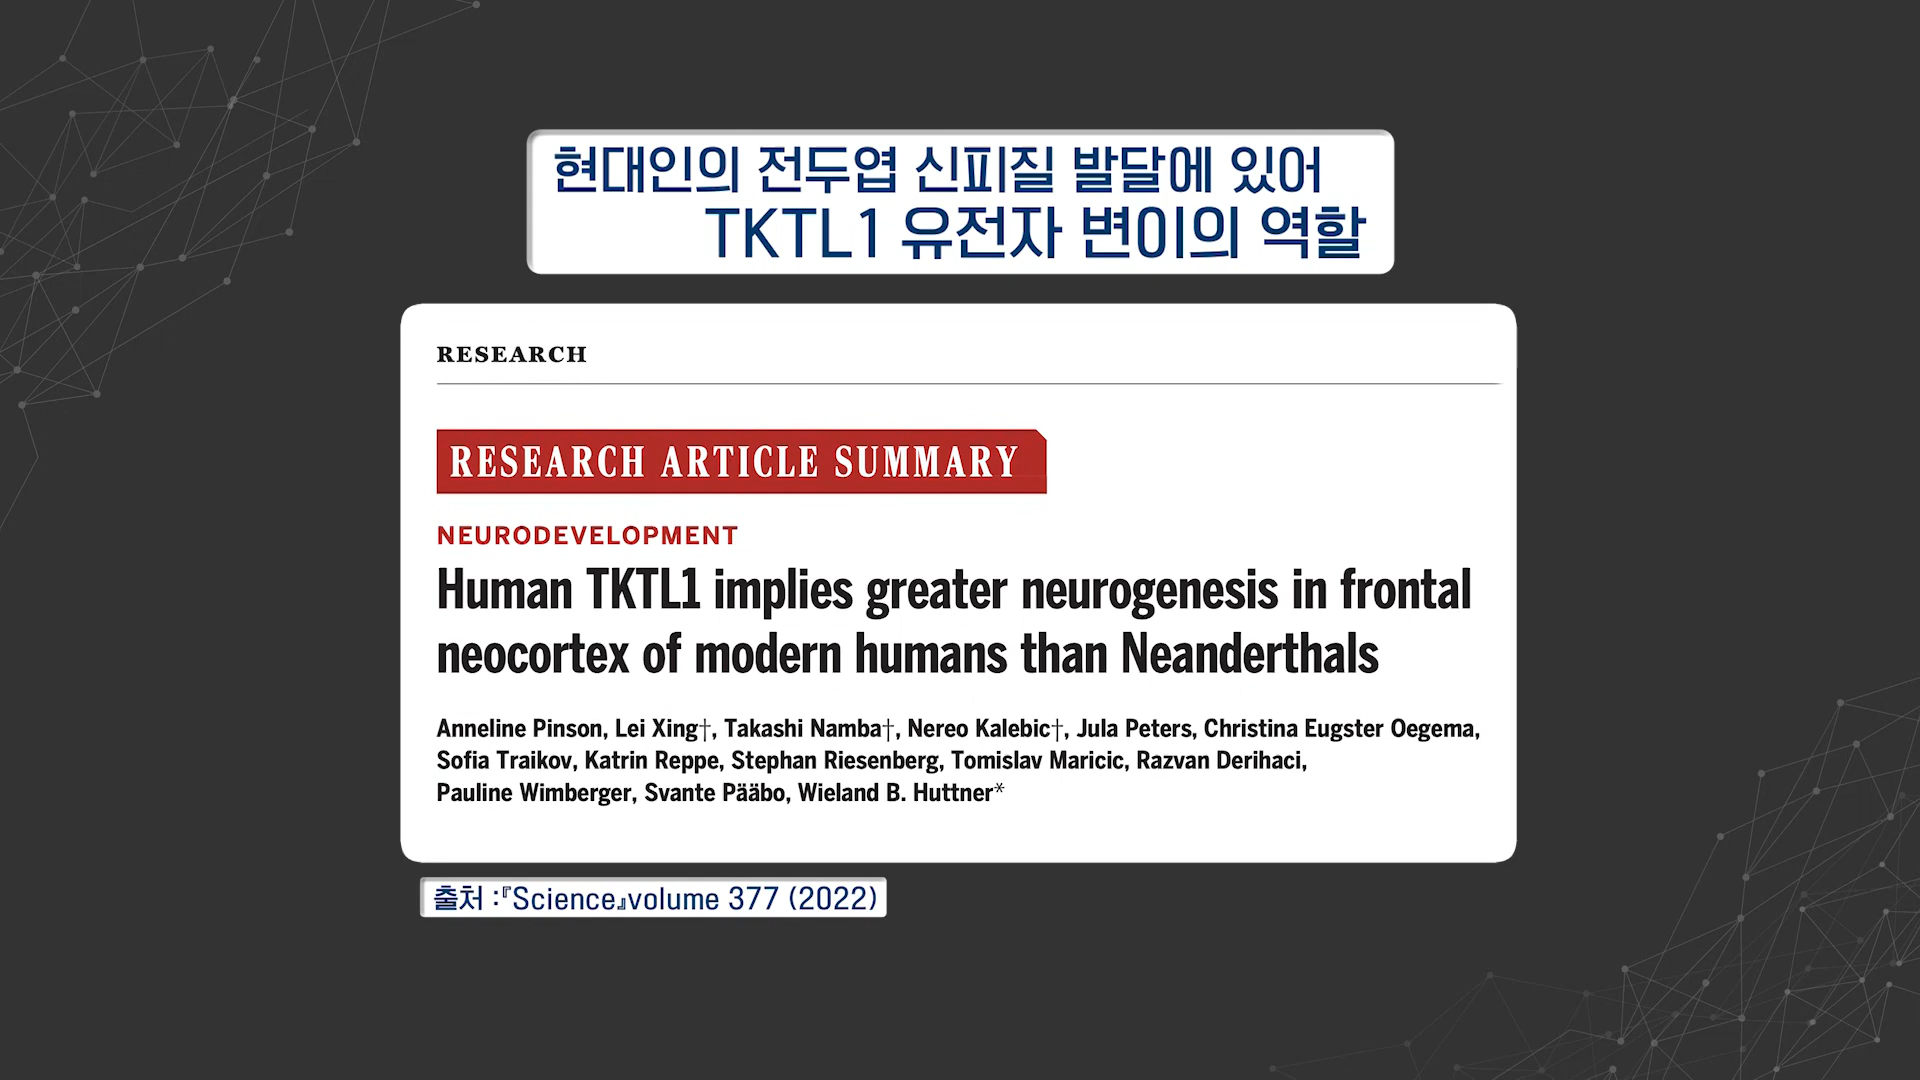 현대인의 전두엽 신피질 발달에 있어
TKTL1 유전자 변이의 역할
RESEARCH
RESEARCH ARTICLE SUMMARY
NEURODEVELOPMENT
Human TKTL1 implies greater neurogenesis in frontal
neocortex of modern humans than Neanderthals
Anneline Pinson, Lei Xing†, Takashi Namba†, Nereo Kalebic†, Jula Peters, Christina Eugster Oegema,
Sofia Traikov, Katrin Reppe, Stephan Riesenberg, Tomislav Maricic, Razvan Derihaci,
Pauline Wimberger, Svante Pääbo, Wieland B. Huttner*
출처 :『Science』volume 377 (2022)